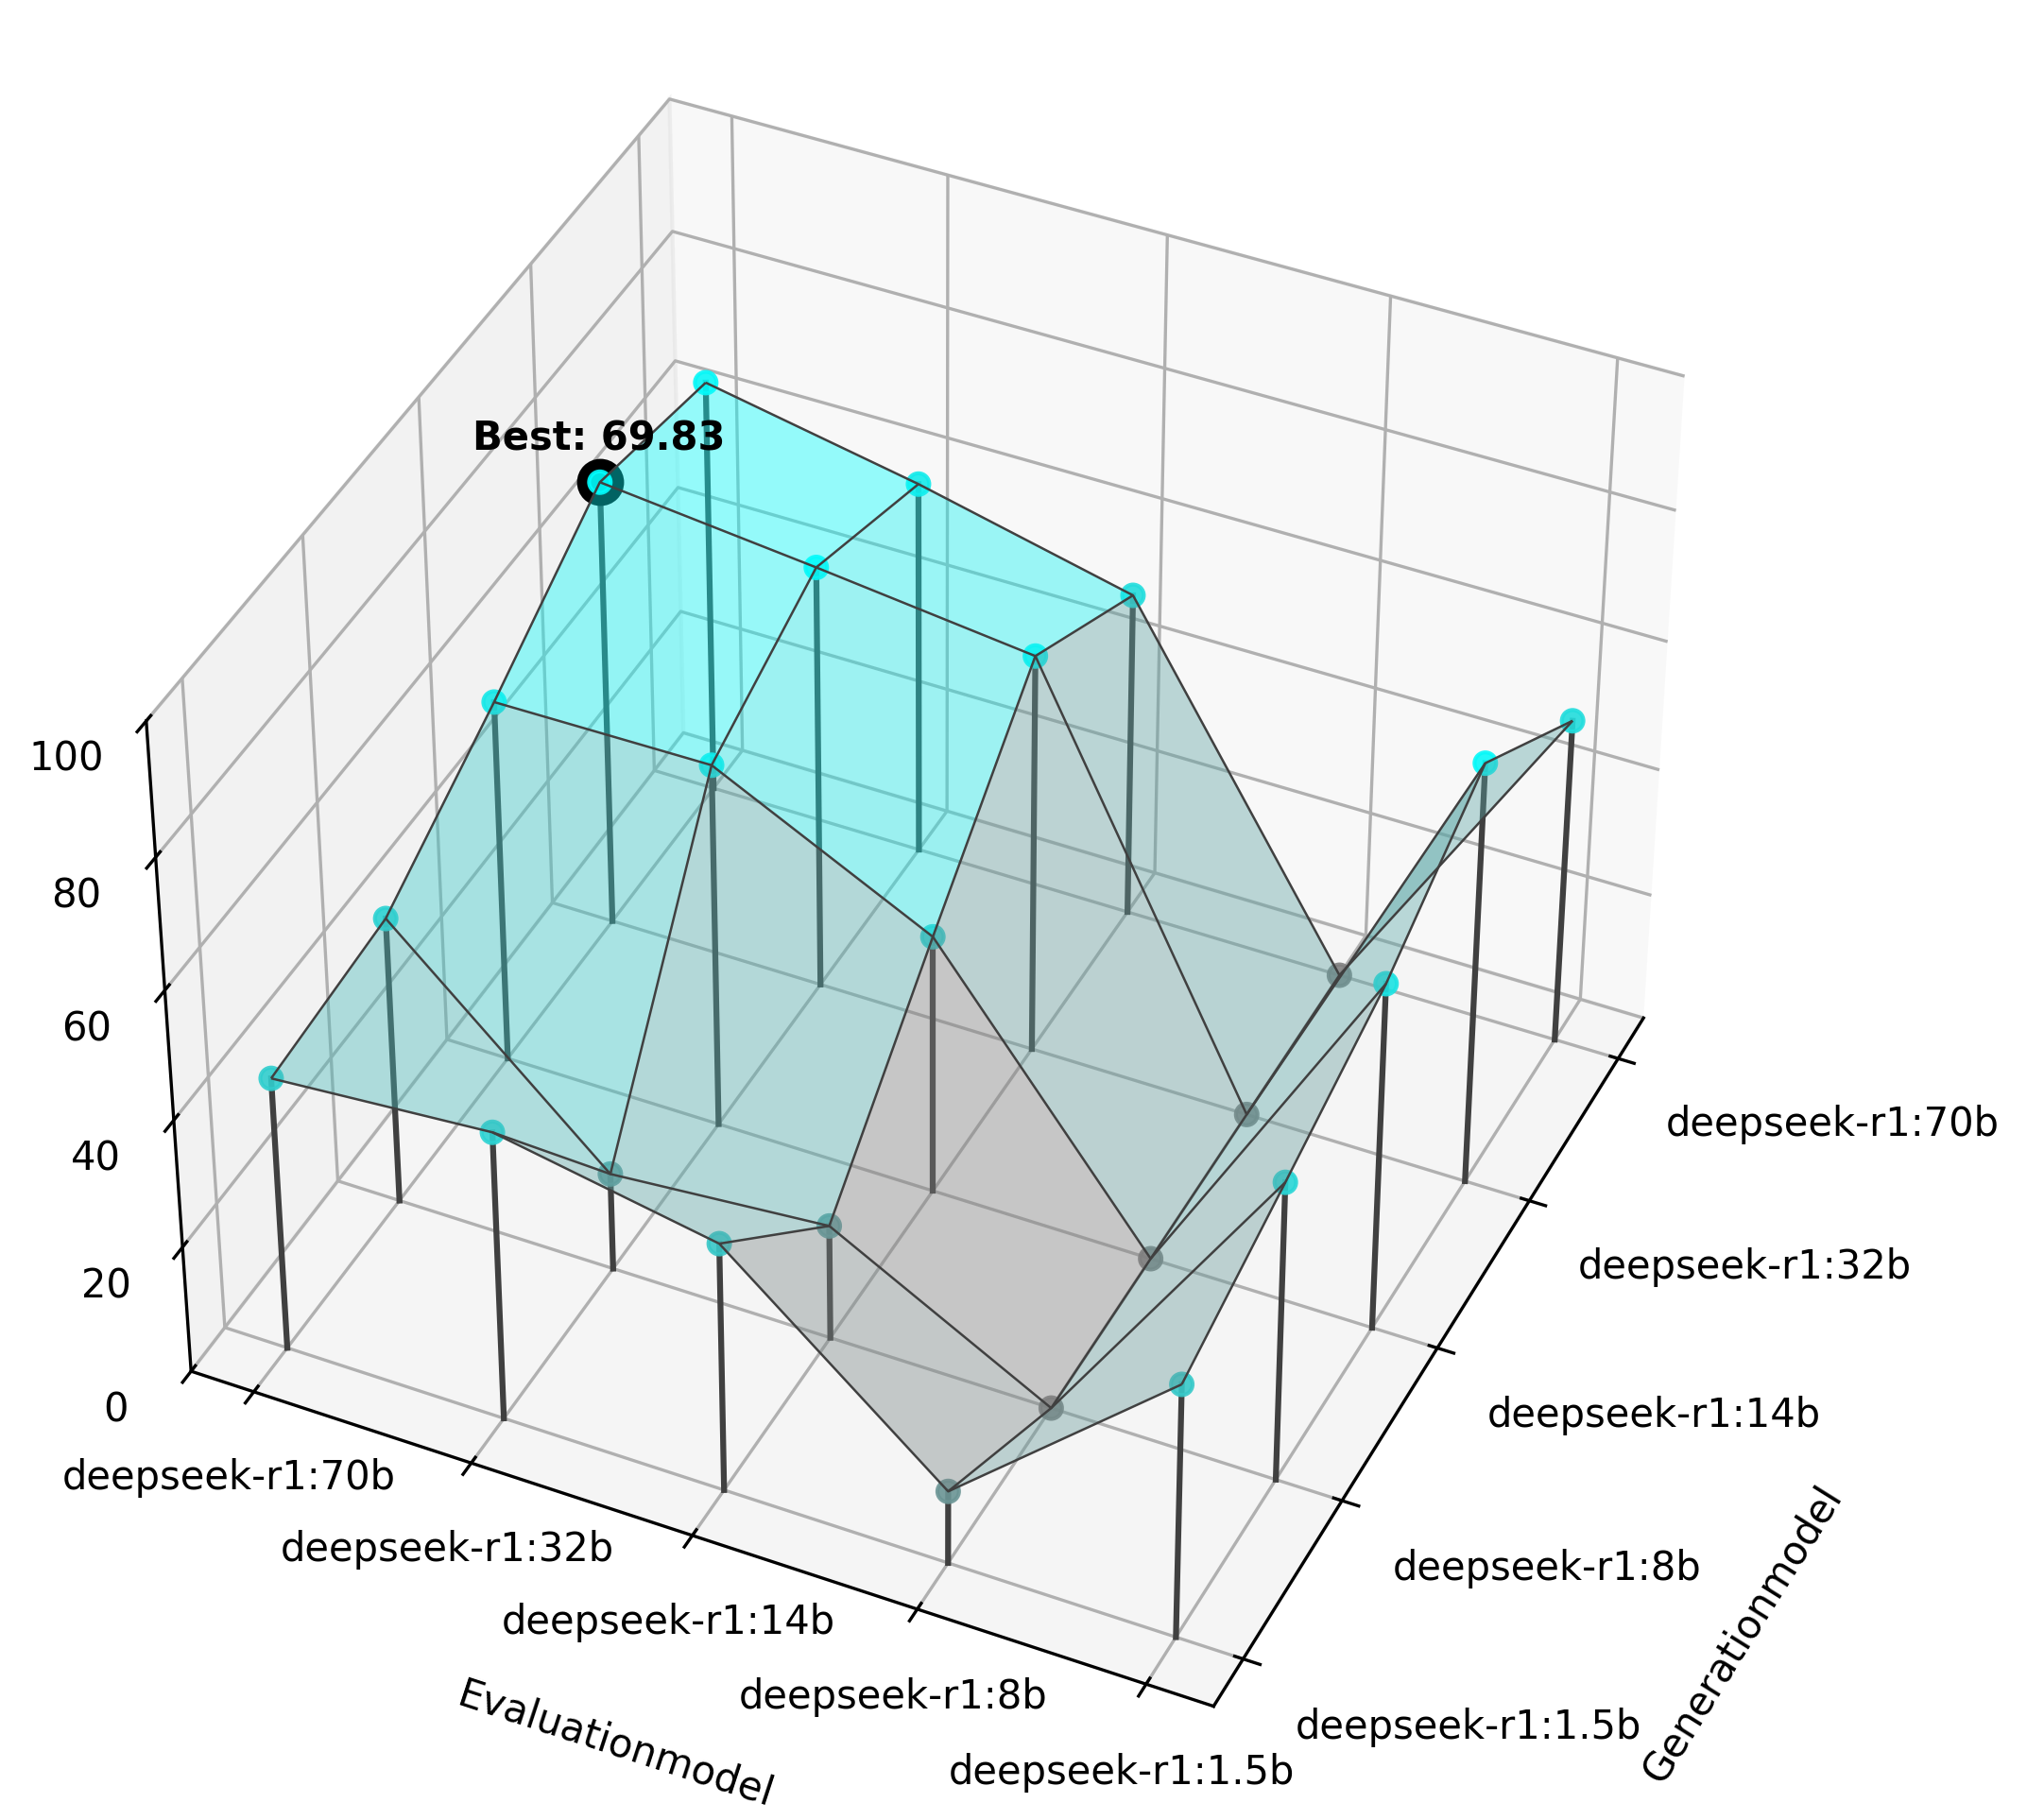 Best: 69.83
100
80
60
40
20
0
deepseek-r1:70b
deepseek-r1:32b
deepseek-r1:14b
deepseek-r1:8b
deepseek-r1:1.5b
Evaluationmodel
deepseek-r1:70b
deepseek-r1:32b
deepseek-r1:14b
deepseek-r1:8b
deepseek-r1:1.5b
Generationmodel